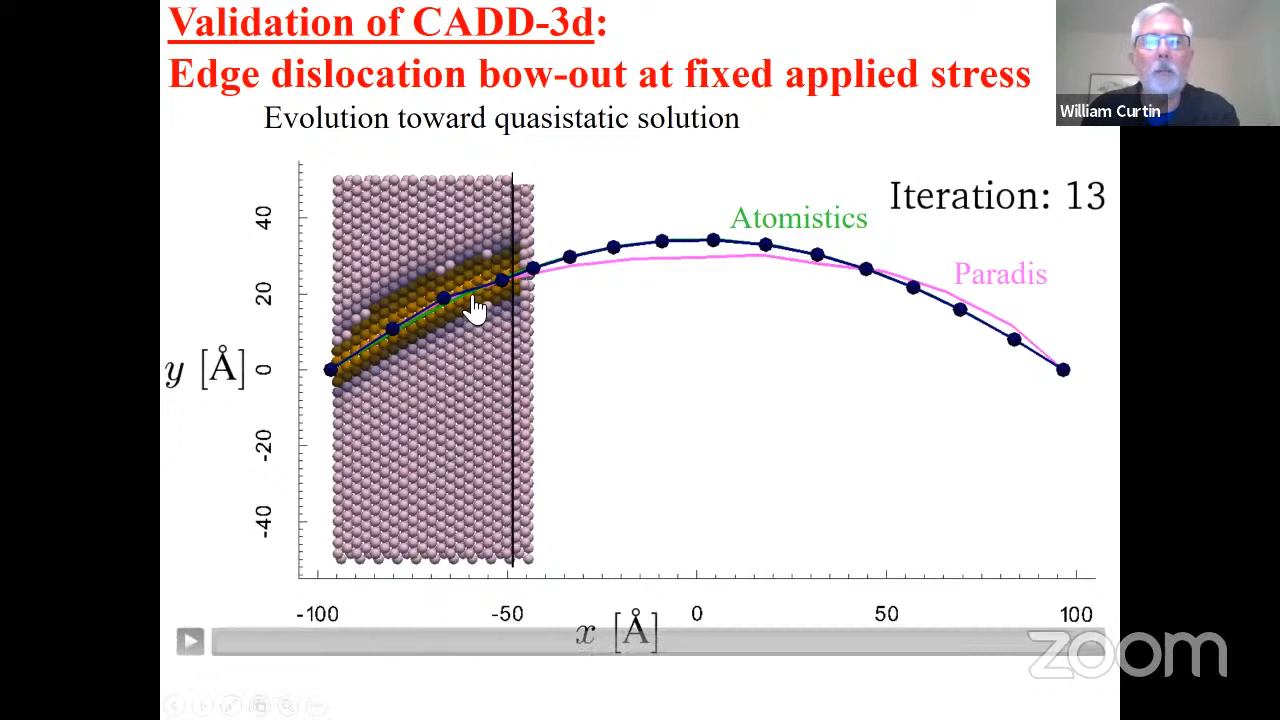 Validation of CADD-3d:
Edge dislocation bow-out at fixed applied stress
Evolution toward quasistatic solution
William Curtin
Iteration: 13
Atomistics
Paradis
40
20
0
-20
-40
y [Å]
-100 -50 0 50 100
x [Å]
zoom